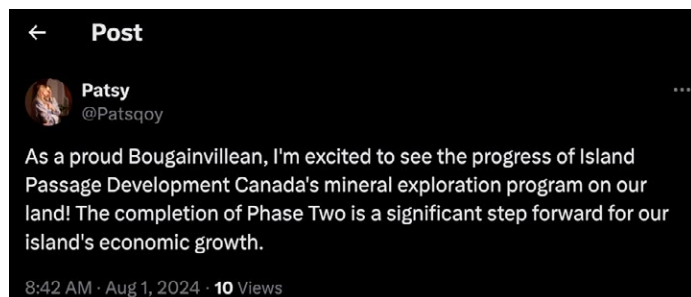 Post
Patsy
@Patsqoy
As a proud Bougainvillean, I'm excited to see the progress of Island
Passage Development Canada's mineral exploration program on our
land! The completion of Phase Two is a significant step forward for our
island's economic growth.
8:42 AM · Aug 1, 2024 · 10 Views